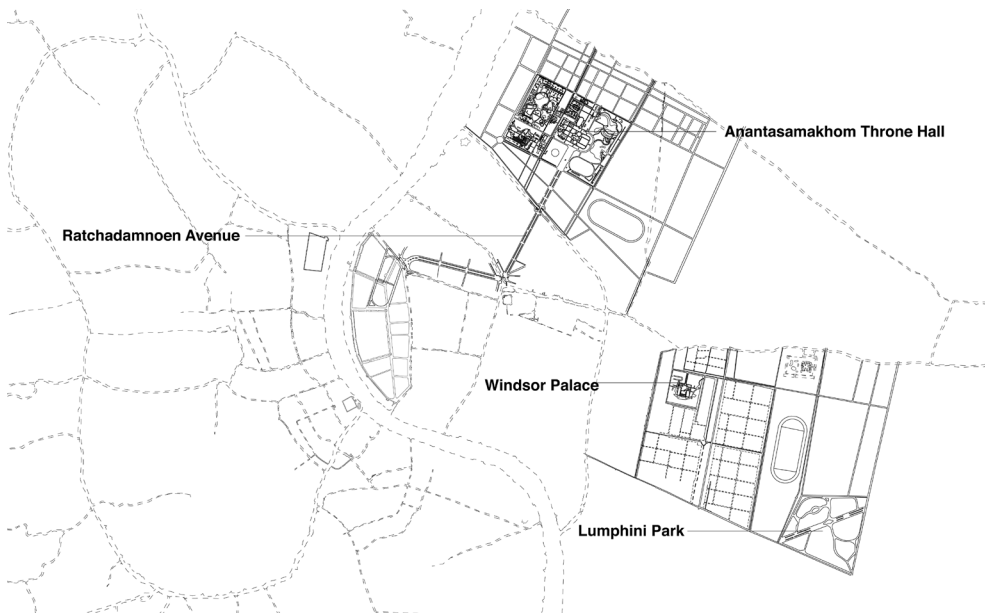 Anantasamakhom Throne Hall
Ratchadamnoen Avenue
Windsor Palace
Lumphini Park